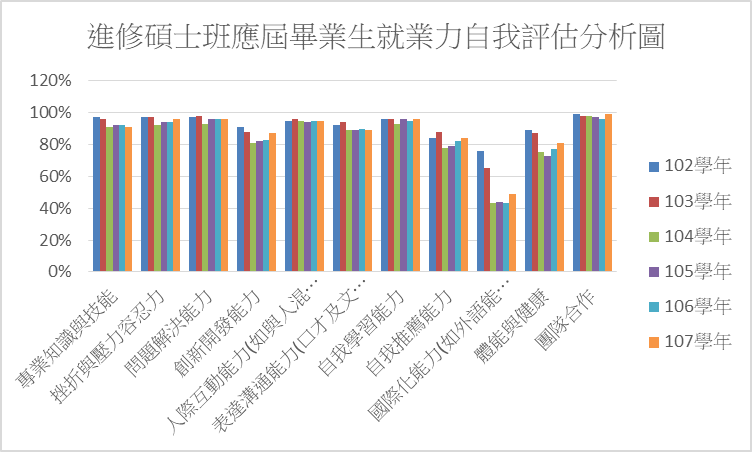 進修碩士班應屆畢業生就業力自我評估分析圖
120%
100%
80%
60%
40%
20%
0%
專業知識與技能
挫折與壓力容忍力
問題解決能力
創新開發能力
人際互動能力(如與人混…
表達溝通能力(口才及文…
自我學習能力
自我推薦能力
國際化能力(如外語能…
體能與健康
團隊合作
102學年
103學年
104學年
105學年
106學年
107學年